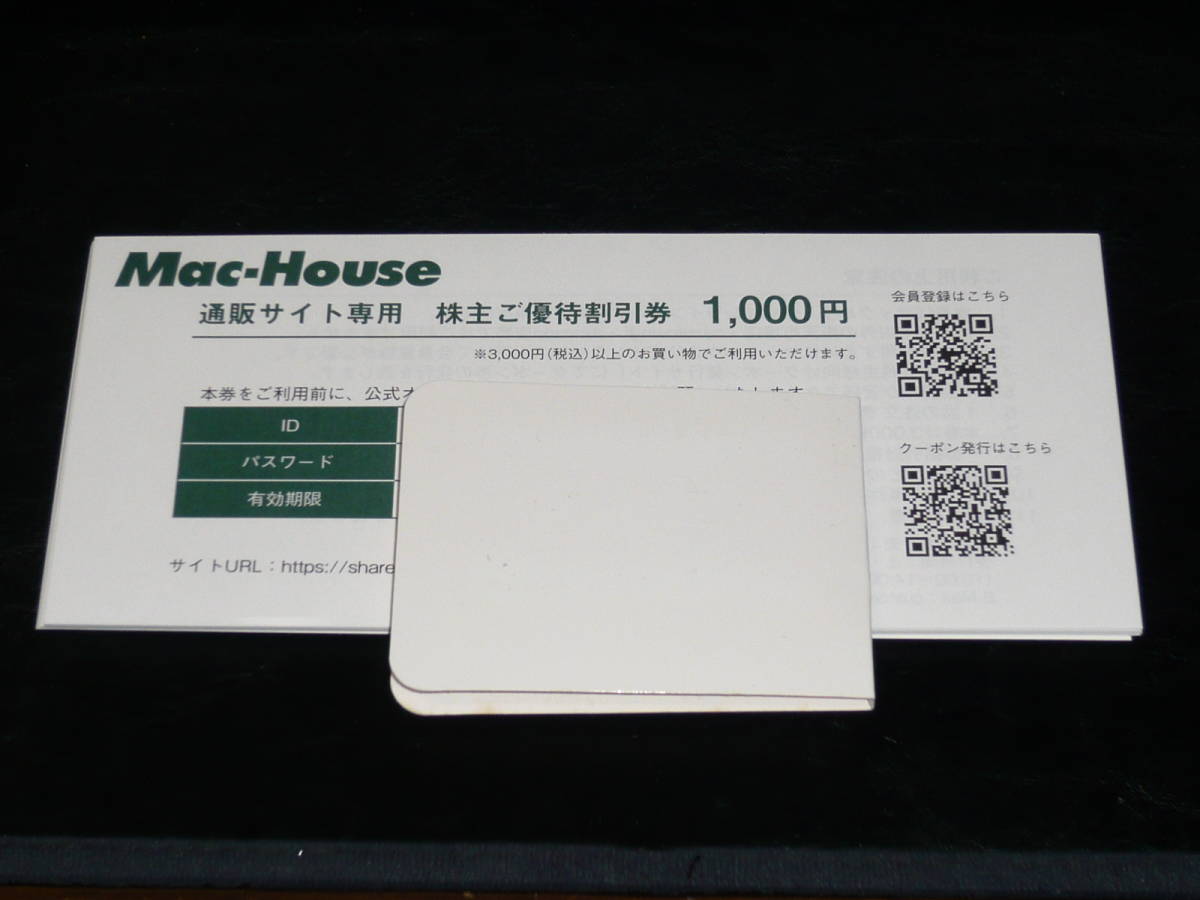 Mac-House
通販サイト専用 株主ご優待割引券 1,000円
※3,000円(税込)以上のお買い物でご利用いただけます。
本券をご利用前に、公式
ID
パスワード
有効期限
サイトURL：https://share
会員登録はこちら
クーポン発行はこちら